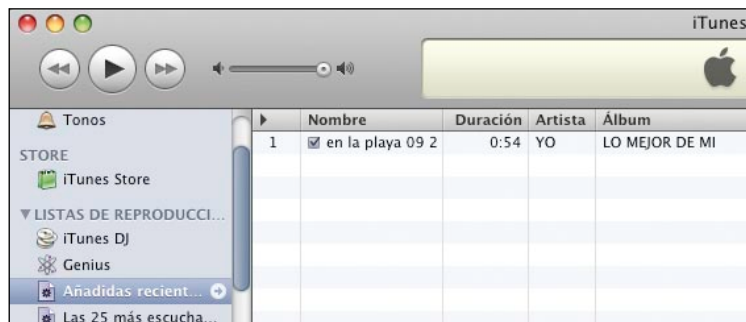 iTunes
Tonos
STORE
iTunes Store
LISTAS DE REPRODUCCI...
iTunes DJ
Genius
Añadidas recient...
Las 25 más escucha...
Nombre Duración Artista Álbum
1 en la playa 09 2 0:54 YO LO MEJOR DE MI